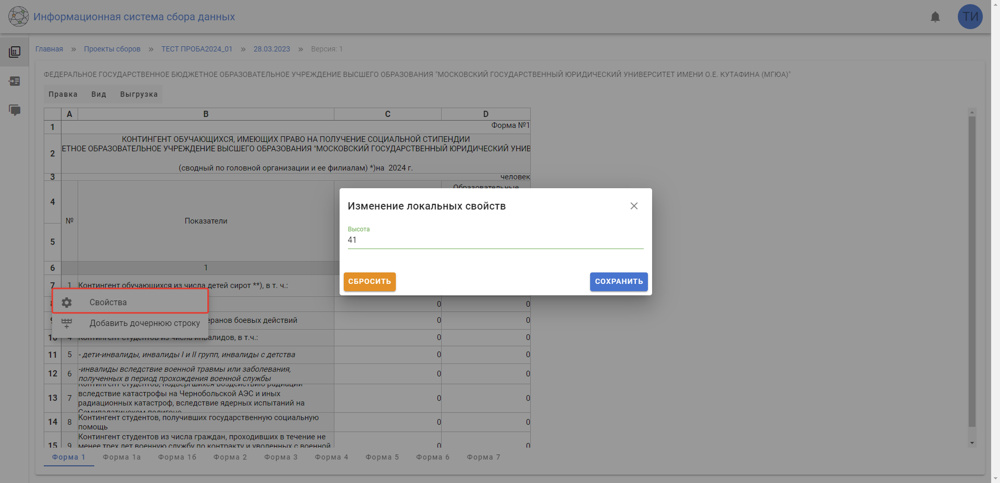 Информационная система сбора данных
ТИ
Главная » Проекты сборов » ТЕСТ ПРОБА2024_01 » 28.03.2023 » Версия: 1
ФЕДЕРАЛЬНОЕ ГОСУДАРСТВЕННОЕ БЮДЖЕТНОЕ ОБРАЗОВАТЕЛЬНОЕ УЧРЕЖДЕНИЕ ВЫСШЕГО ОБРАЗОВАНИЯ "МОСКОВСКИЙ ГОСУДАРСТВЕННЫЙ ЮРИДИЧЕСКИЙ УНИВЕРСИТЕТ ИМЕНИ О.Е. КУТАФИНА (МГЮА)"
Правка Вид Выгрузка
A B C D
1 Форма №1
КОНТИНГЕНТ ОБУЧАЮЩИХСЯ, ИМЕЮЩИХ ПРАВО НА ПОЛУЧЕНИЕ СОЦИАЛЬНОЙ СТИПЕНДИИ
2 ЕТНОЕ ОБРАЗОВАТЕЛЬНОЕ УЧРЕЖДЕНИЕ ВЫСШЕГО ОБРАЗОВАНИЯ "МОСКОВСКИЙ ГОСУДАРСТВЕННЫЙ ЮРИДИЧЕСКИЙ УНИВ
(сводный по головной организации и ее филиалам) *)на 2024 г.
3 человек
Образовательные
4
№ Показатели
5
6 1
7 1 Контингент обучающихся из числа детей сирот **), в т. ч.:
0 0
еранов боевых действий 0 0
10 4 Контингент студентов из числа инвалидов, в т.ч.: 0 0
11 5 - дети-инвалиды, инвалиды I и II групп, инвалиды с детства 0 0
12 6 -инвалиды вследствие военной травмы или заболевания, 0 0
полученных в период прохождения военной службы
Контингент студентов, подвергшихся воздействию радиации
вследствие катастрофы на Чернобольской АЭС и иных
13 7 радиационных катастроф, вследствие ядерных испытаний на 0 0
Семипалатинском полигоне
14 8 Контингент студентов, получивших государственную социальную 0 0
помощь
Контингент студентов из числа граждан, проходивших в течение не
15 9 менее трех лет военную службу по контракту и уволенных с военной 0 0
Форма 1 Форма 1а Форма 1б Форма 2 Форма 3 Форма 4 Форма 5 Форма 6 Форма 7
Свойства
Добавить дочернюю строку
Изменение локальных свойств
Высота
41
СБРОСИТЬ СОХРАНИТЬ